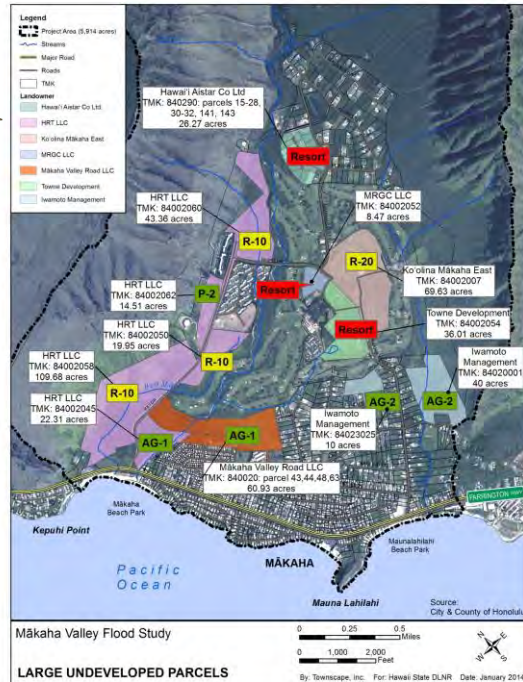 Legend
Project Area (5,914 acres)
Streams
Major Road
Roads
TMK
Landowner
Hawai'i Aistar Co Ltd
HRT LLC
Ko'olina Mākaha East
MRGC LLC
Mākaha Valley Road LLC
Towne Development
Iwamoto Management
Hawai'i Aistar Co Ltd
TMK: 840290: parcels 15-28,
30-32, 141, 143
28.27 acres
Resort
HRT LLC
TMK: 84002060
43.36 acres
R-10
MRGC LLC
TMK: 84002052
8.47 acres
R-20
Ko'olina Mākaha East
TMK: 84002007
69.63 acres
HRT LLC
TMK: 84002062
14.51 acres
P-2
Resort
Resort
Towne Development
TMK: 84002054
36.01 acres
HRT LLC
TMK: 84002050
19.95 acres
R-10
HRT LLC
TMK: 84002058
109.68 acres
R-10
Iwamoto
Management
TMK: 84020001
40 acres
AG-2
AG-2
HRT LLC
TMK: 84002045
22.31 acres
AG-1
AG-1
Iwamoto
Management
TMK: 84023025
10 acres
Mākaha Valley Road LLC
TMK: 840020: parcel 43,44,48,63
60.93 acres
FARRINGTON HWY
Kepuhi Point
Mākaha
Beach Park
Maunalahilahi
Beach Park
MĀKAHA
Pacific
Ocean
Mauna Lahilahi
Source:
City & County of Honolulu
Mākaha Valley Flood Study
0 0.25 0.5
Miles
0 1,000 2,000
Feet
N
E
S
W
LARGE UNDEVELOPED PARCELS
By: Townscape, Inc. For: Hawaii State DLNR Date: January 2014